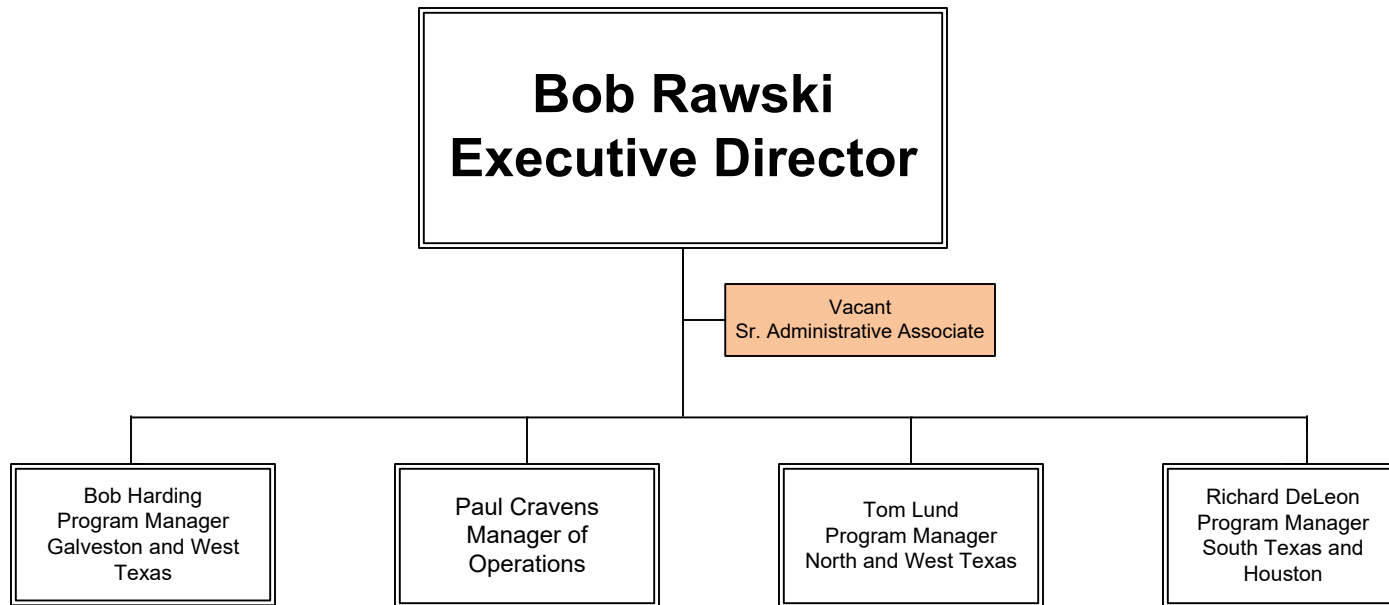 Bob Rawski
Executive Director
Vacant
Sr. Administrative Associate
Bob Harding
Program Manager
Galveston and West
Texas
Paul Cravens
Manager of
Operations
Tom Lund
Program Manager
North and West Texas
Richard DeLeon
Program Manager
South Texas and
Houston